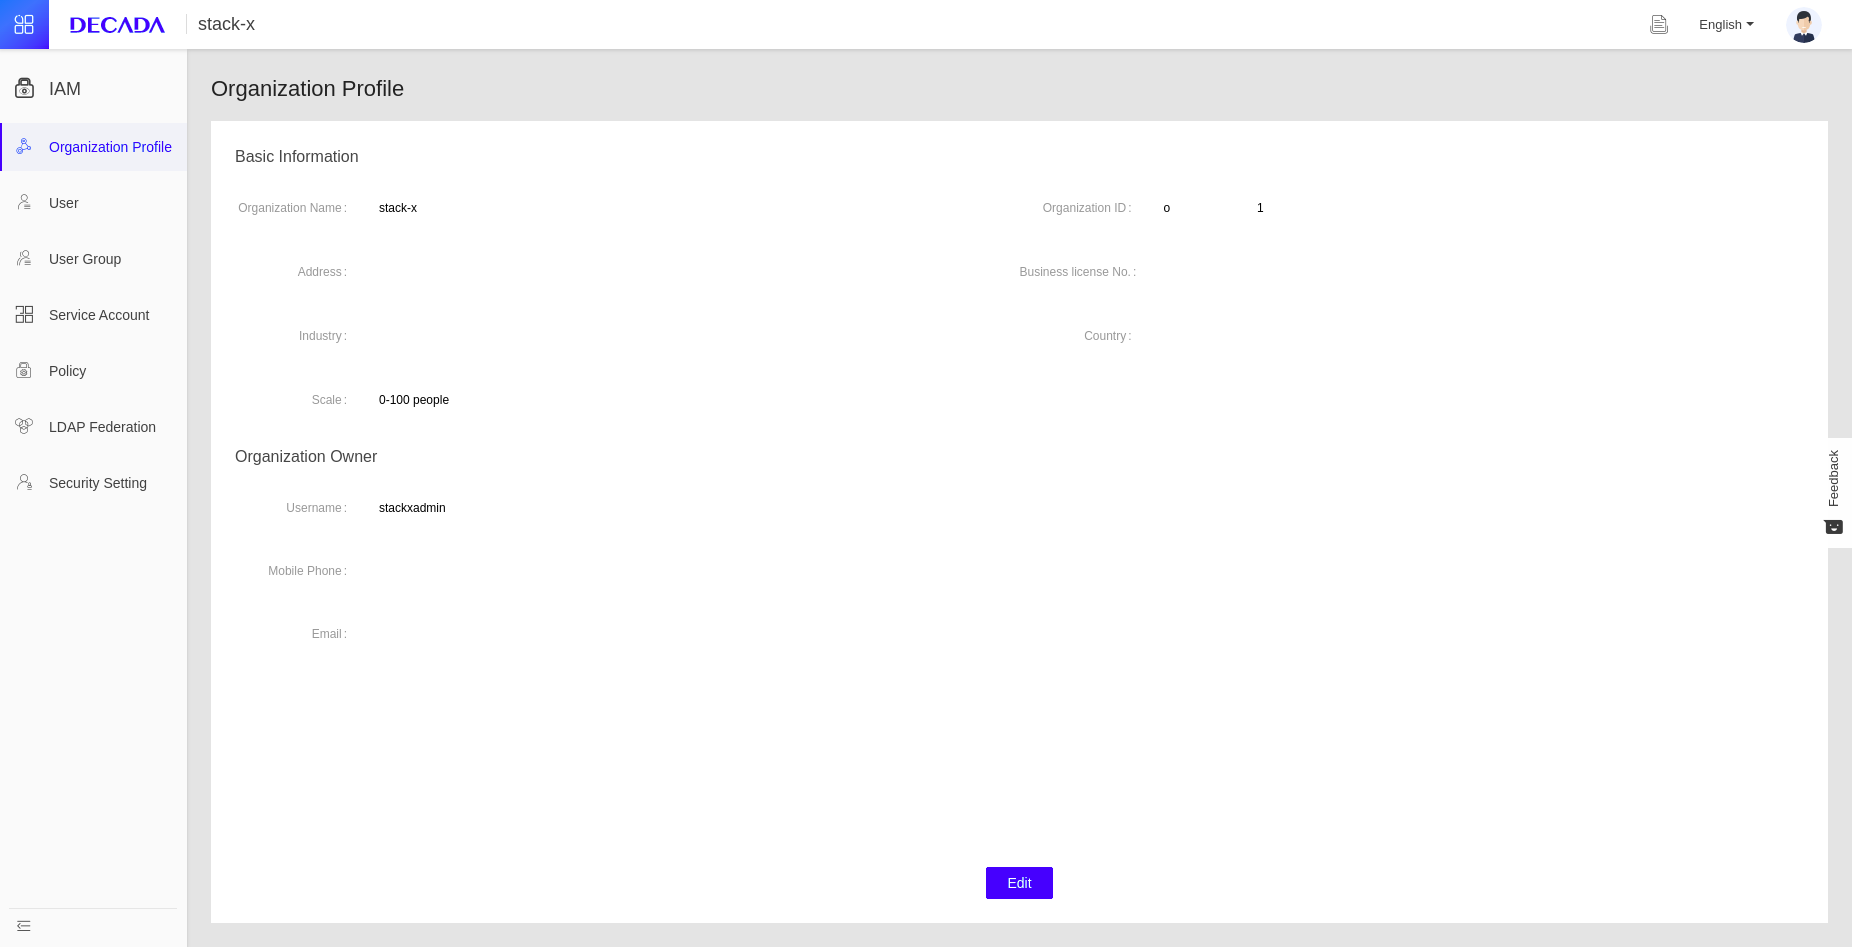 DECADA
stack-x
English
IAM
Organization Profile
User
User Group
Service Account
Policy
LDAP Federation
Security Setting
Organization Profile
Basic Information
Organization Name : stack-x
Organization ID : o 1
Address :
Business license No. :
Industry :
Country :
Scale : 0-100 people
Organization Owner
Username : stackxadmin
Mobile Phone :
Email :
Edit
Feedback